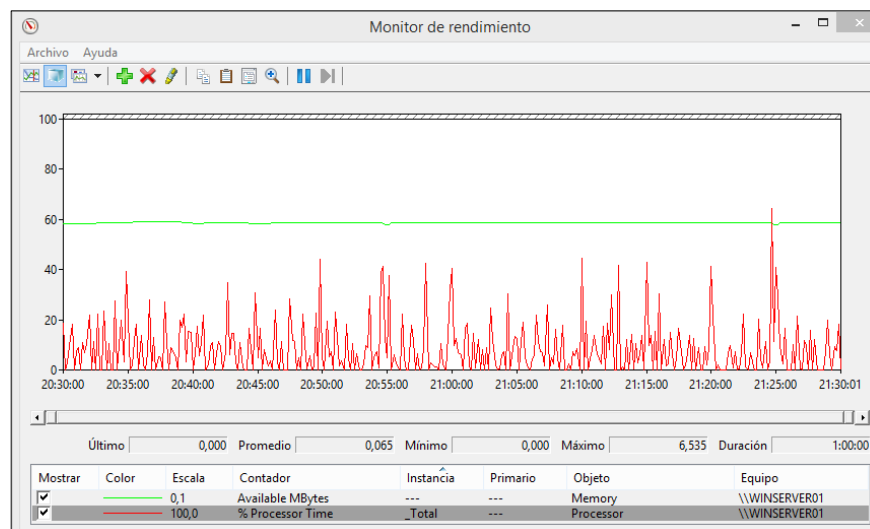 Monitor de rendimiento
Archivo Ayuda
100
80
60
40
20
0
20:30:00 20:35:00 20:40:00 20:45:00 20:50:00 20:55:00 21:00:00 21:05:00 21:10:00 21:15:00 21:20:00 21:25:00 21:30:01
Último 0,000 Promedio 0,065 Mínimo 0,000 Máximo 6,535 Duración 1:00:00
Mostrar Color Escala Contador Instancia Primario Objeto Equipo
0,1 Available MBytes --- --- Memory \\WINSERVER01
100,0 % Processor Time _Total --- Processor \\WINSERVER01